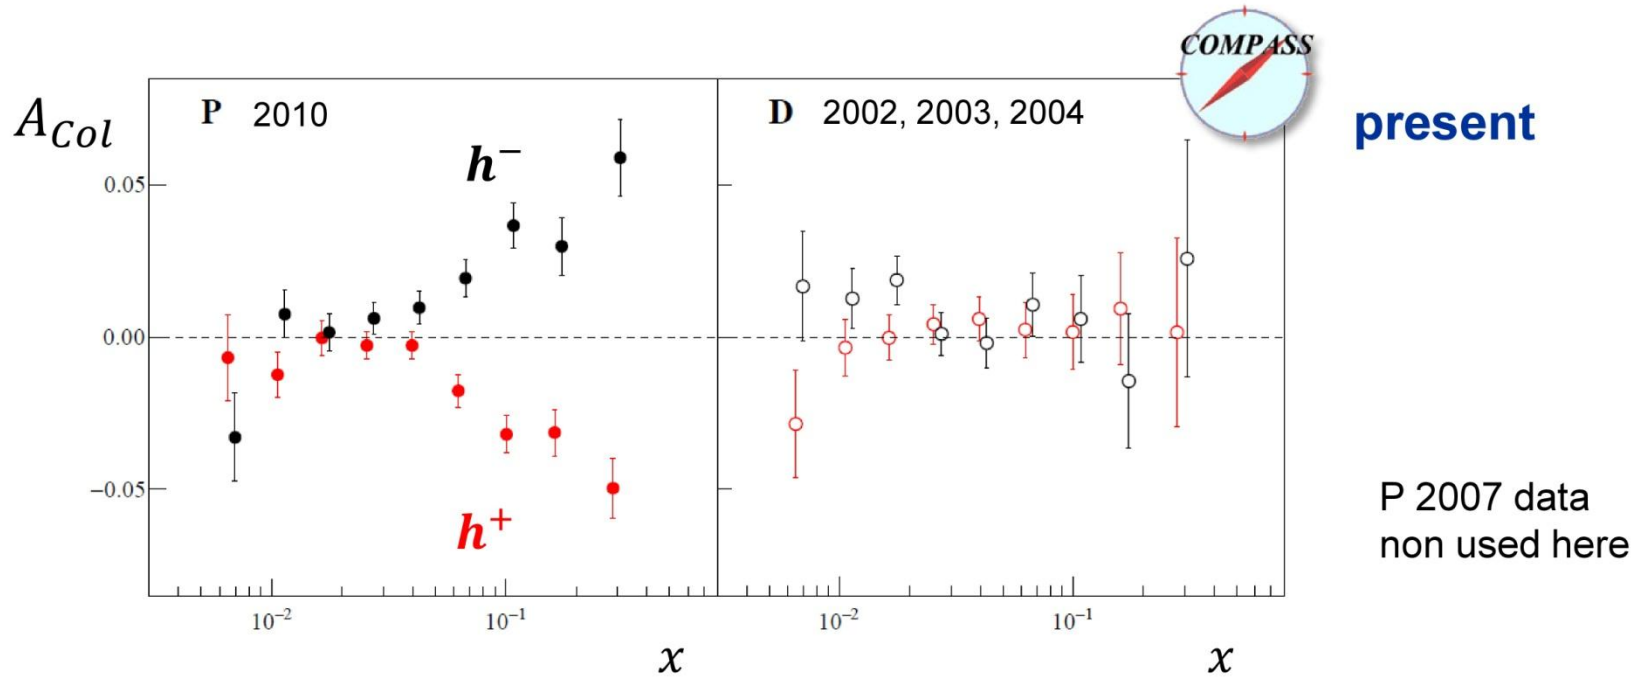 COMPASS
A_Col
P 2010
h⁻
h⁺
0.05
0.00
−0.05
10⁻²
10⁻¹
x
D 2002, 2003, 2004
10⁻²
10⁻¹
x
present
P 2007 data
non used here